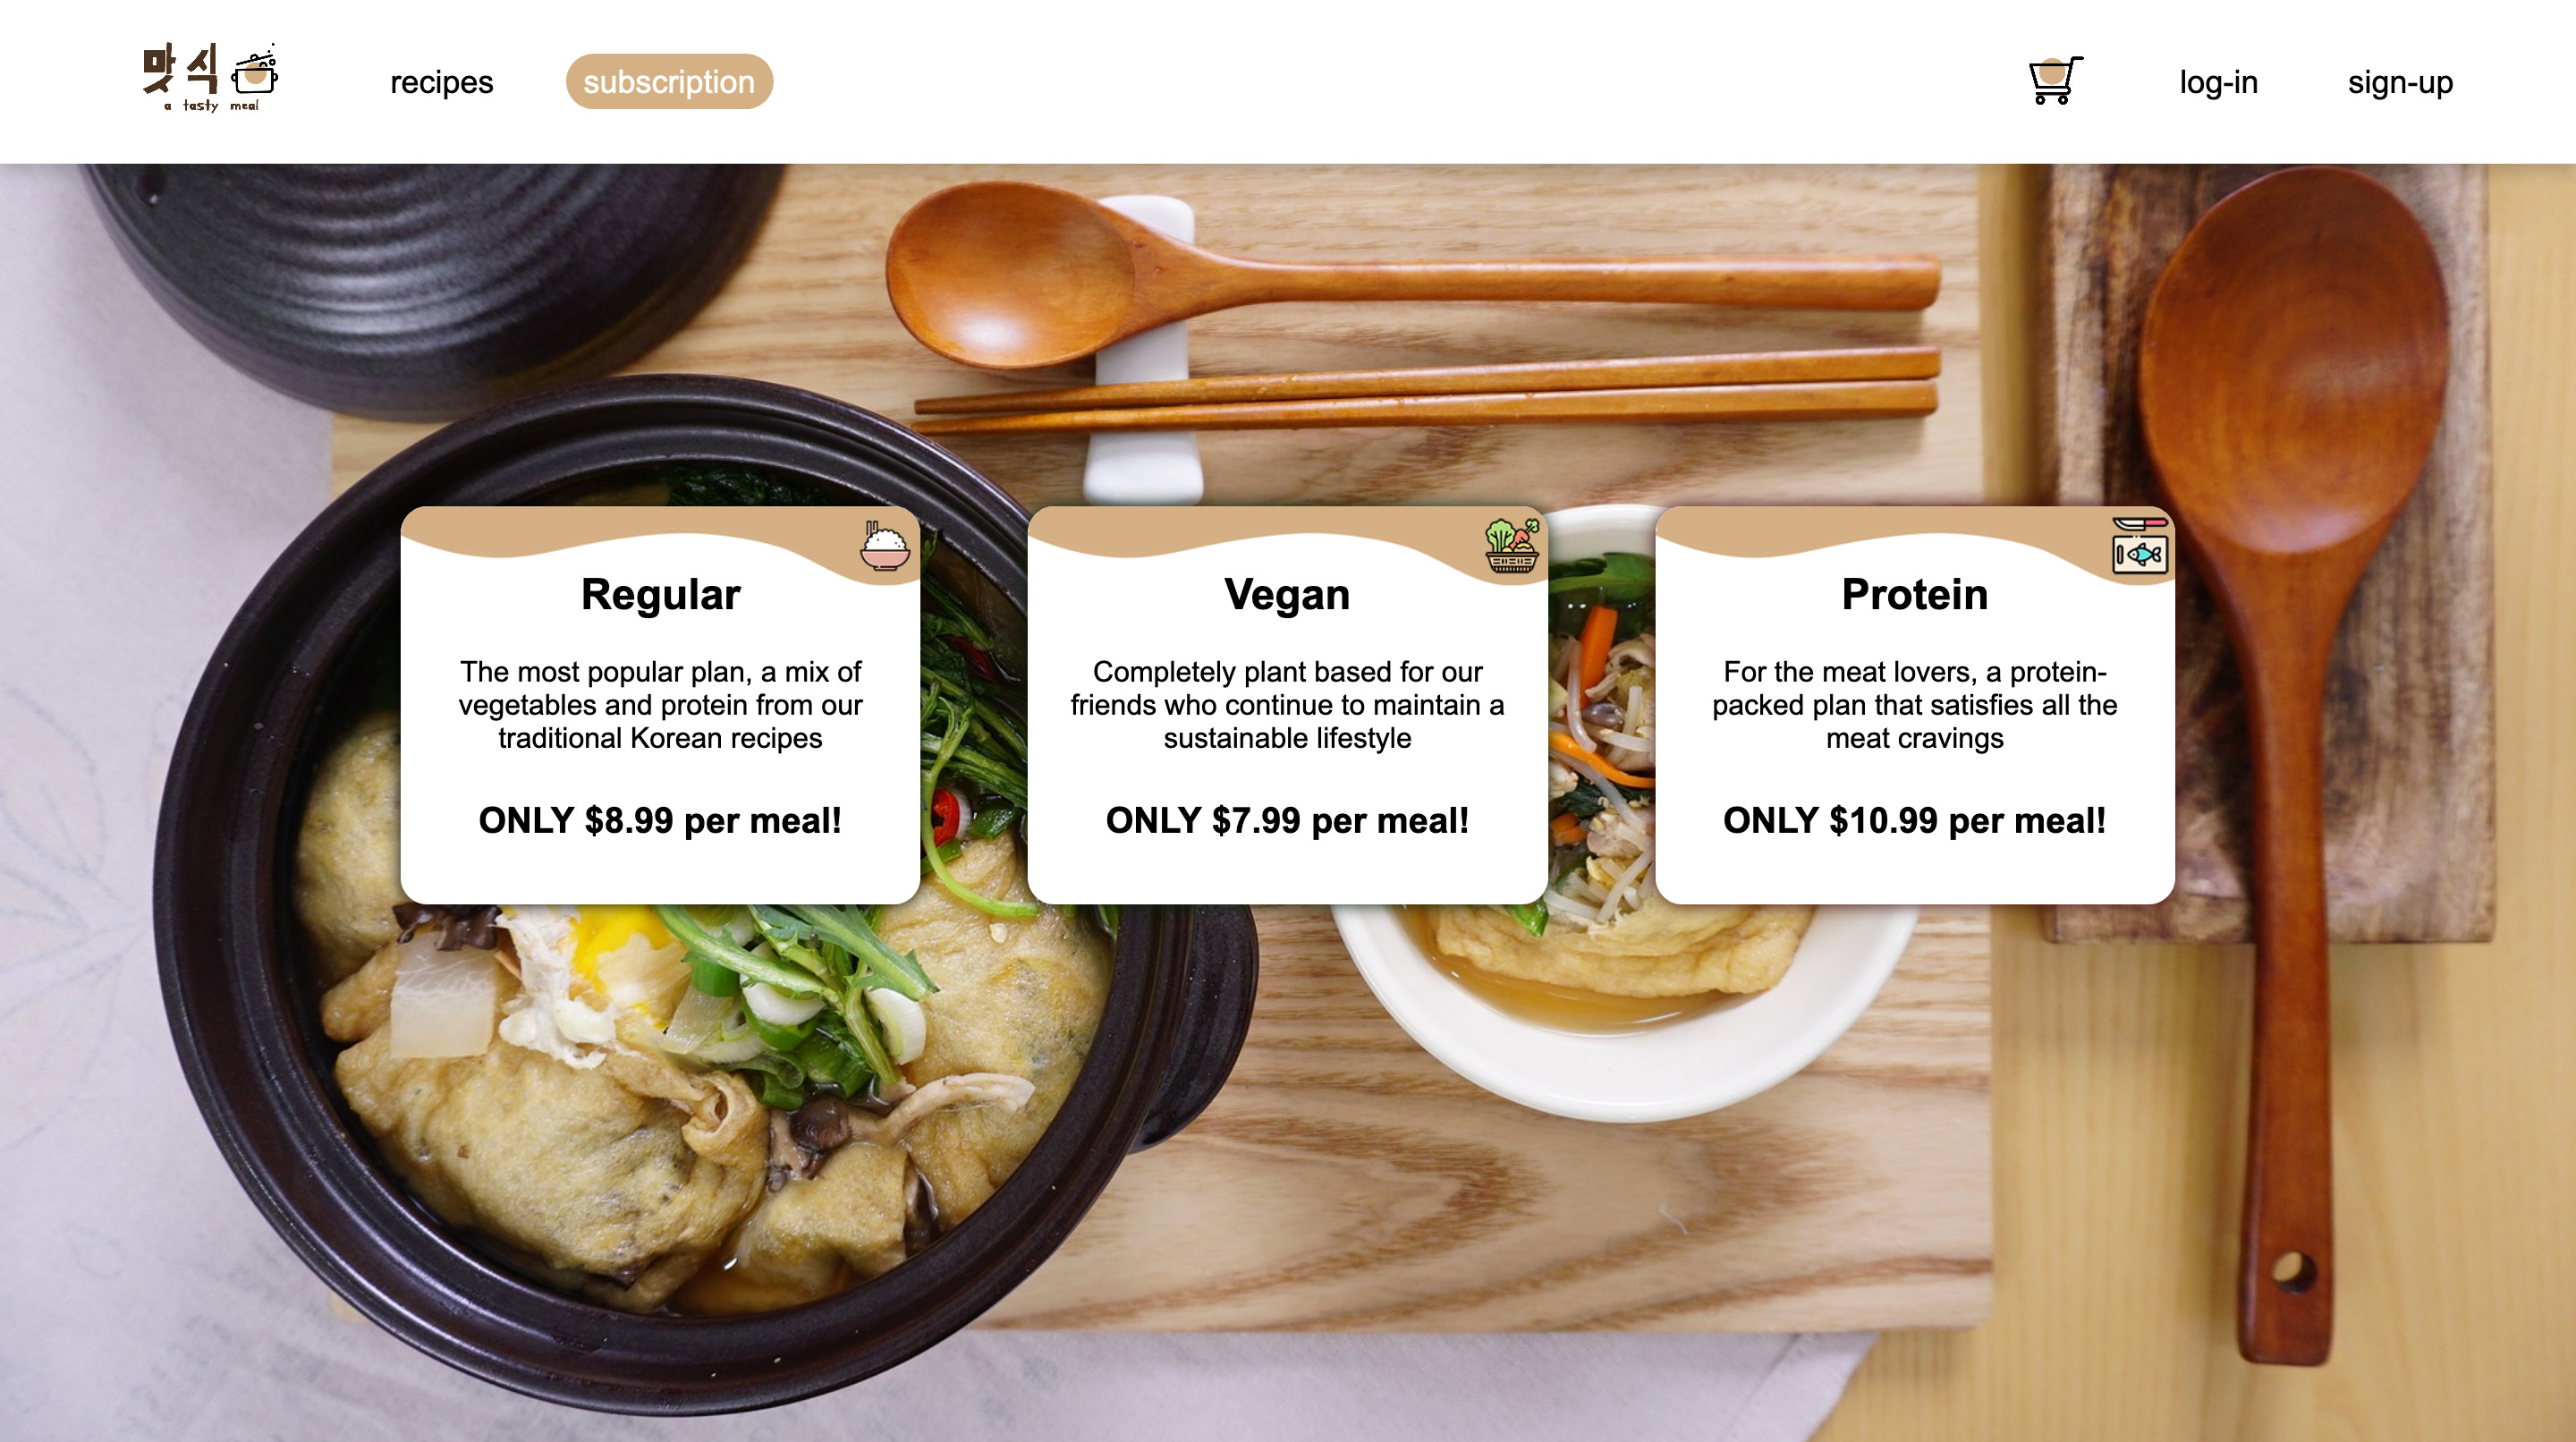 맛식
a tasty meal
recipes
subscription
log-in
sign-up
Regular
The most popular plan, a mix of
vegetables and protein from our
traditional Korean recipes
ONLY $8.99 per meal!
Vegan
Completely plant based for our
friends who continue to maintain a
sustainable lifestyle
ONLY $7.99 per meal!
Protein
For the meat lovers, a protein-
packed plan that satisfies all the
meat cravings
ONLY $10.99 per meal!